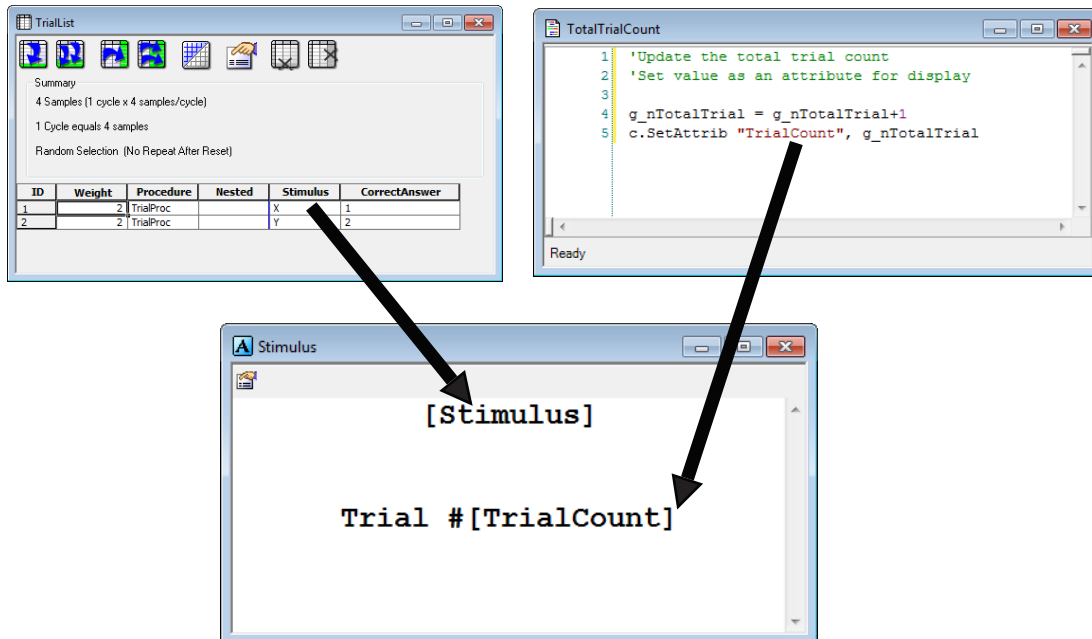 TrialList
Summary
4 Samples (1 cycle x 4 samples/cycle)
1 Cycle equals 4 samples
Random Selection (No Repeat After Reset)
ID Weight Procedure Nested Stimulus CorrectAnswer
1 2 TrialProc X 1
2 2 TrialProc Y 2
TotalTrialCount
1 'Update the total trial count
2 'Set value as an attribute for display
3
4 g_nTotalTrial = g_nTotalTrial+1
5 c.SetAttrib "TrialCount", g_nTotalTrial
Ready
A Stimulus
[Stimulus]
Trial #[TrialCount]